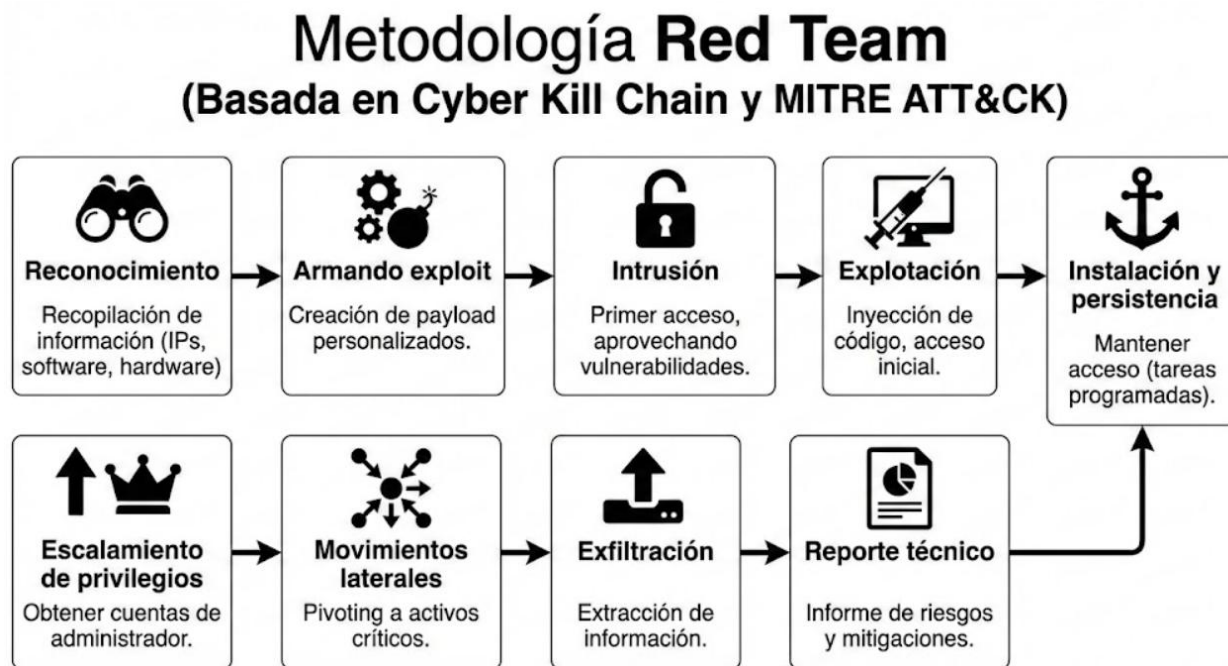 Metodología Red Team
(Basada en Cyber Kill Chain y MITRE ATT&CK)
Reconocimiento
Recopilación de
información (IPs,
software, hardware)
Armando exploit
Creación de payload
personalizados.
Intrusión
Primer acceso,
aprovechando
vulnerabilidades.
Explotación
Inyección de
código, acceso
inicial.
Instalación y
persistencia
Mantener
acceso (tareas
programadas).
Escalamiento
de privilegios
Obtener cuentas de
administrador.
Movimientos
laterales
Pivoting a activos
críticos.
Exfiltración
Extracción de
información.
Reporte técnico
Informe de riesgos
y mitigaciones.